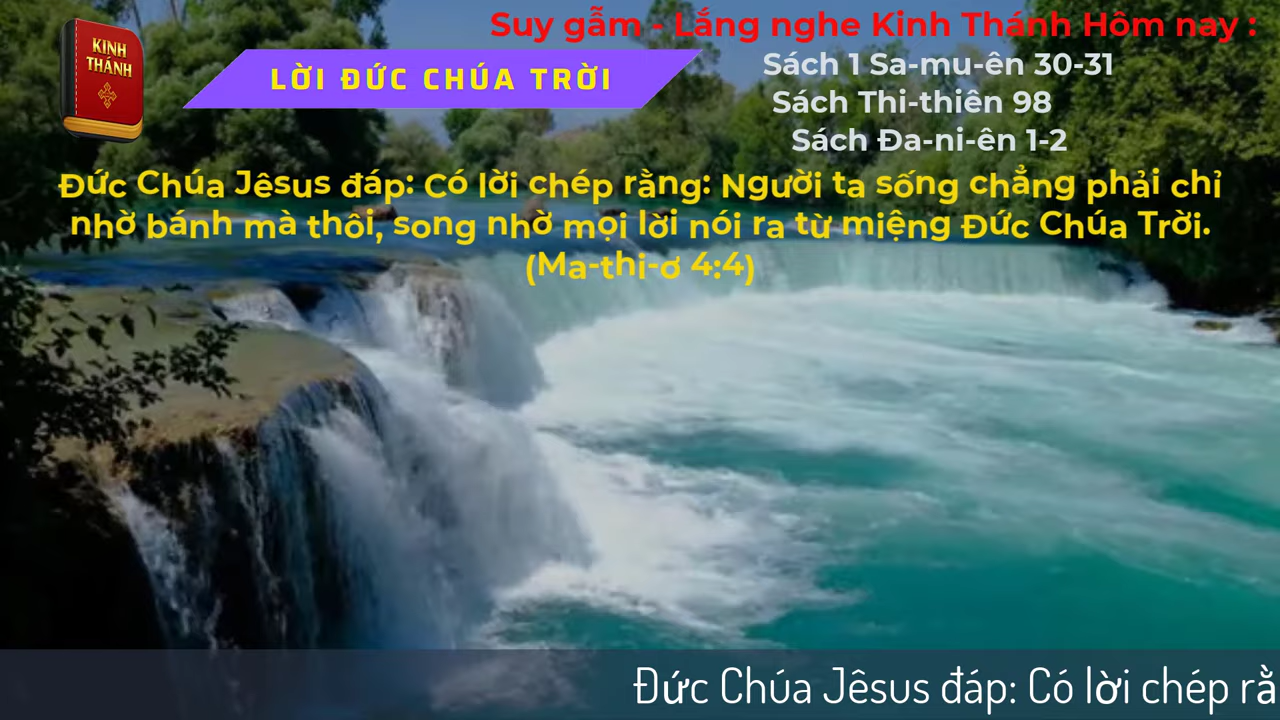 Suy gẫm - Lắng nghe Kinh Thánh Hôm nay :
KINH
THÁNH
LỜI ĐỨC CHÚA TRỜI
Sách 1 Sa-mu-ên 30-31
Sách Thi-thiên 98
Sách Đa-ni-ên 1-2
Đức Chúa Jêsus đáp: Có lời chép rằng: Người ta sống chẳng phải chỉ
nhờ bánh mà thôi, song nhờ mọi lời nói ra từ miệng Đức Chúa Trời.
(Ma-thi-ơ 4:4)
Đức Chúa Jêsus đáp: Có lời chép rằ